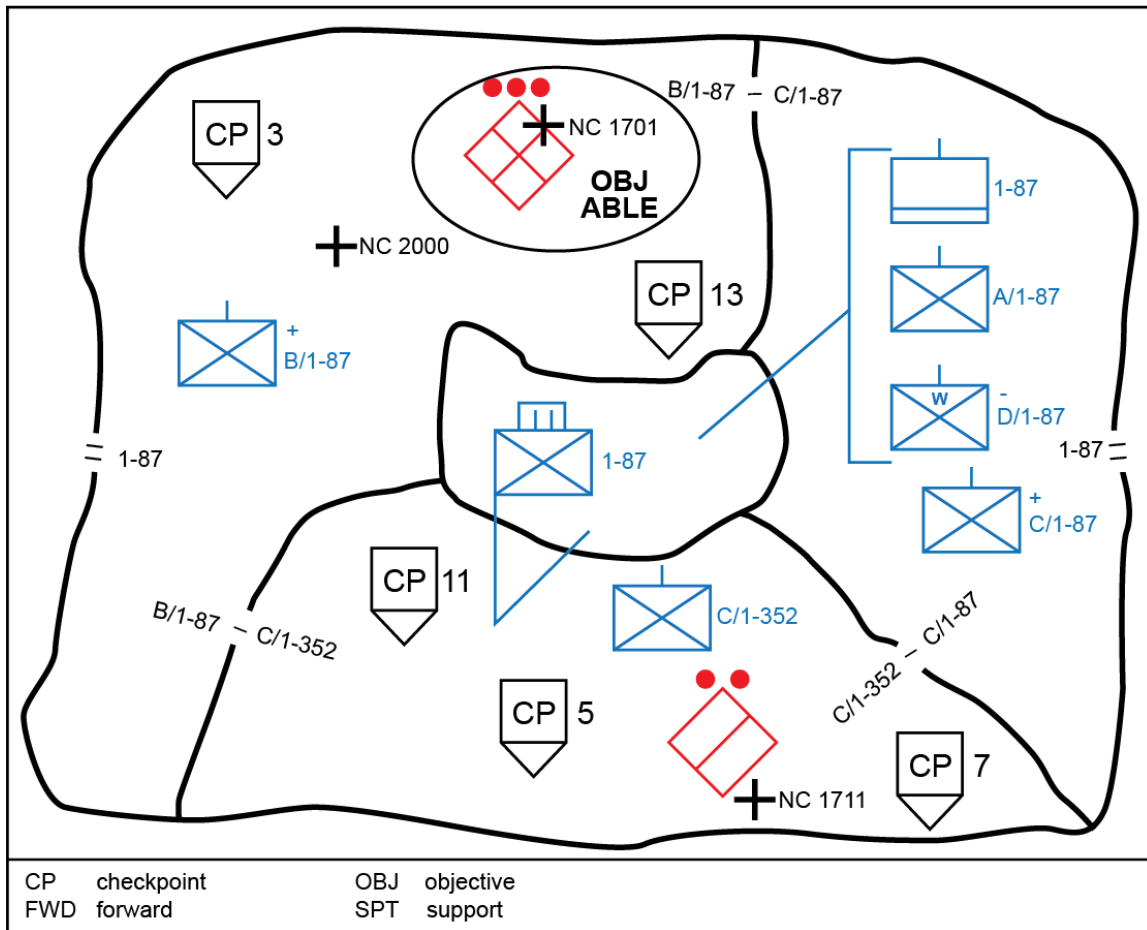 B/1-87 – C/1-87
CP 3
NC 1701
OBJ
ABLE
1-87
NC 2000
CP 13
A/1-87
+
B/1-87
W
-
D/1-87
1-87
1-87
1-87
+
C/1-87
CP 11
B/1-87 – C/1-352
C/1-352
C/1-352 – C/1-87
CP 5
CP 7
NC 1711
CP checkpoint OBJ objective
FWD forward SPT support